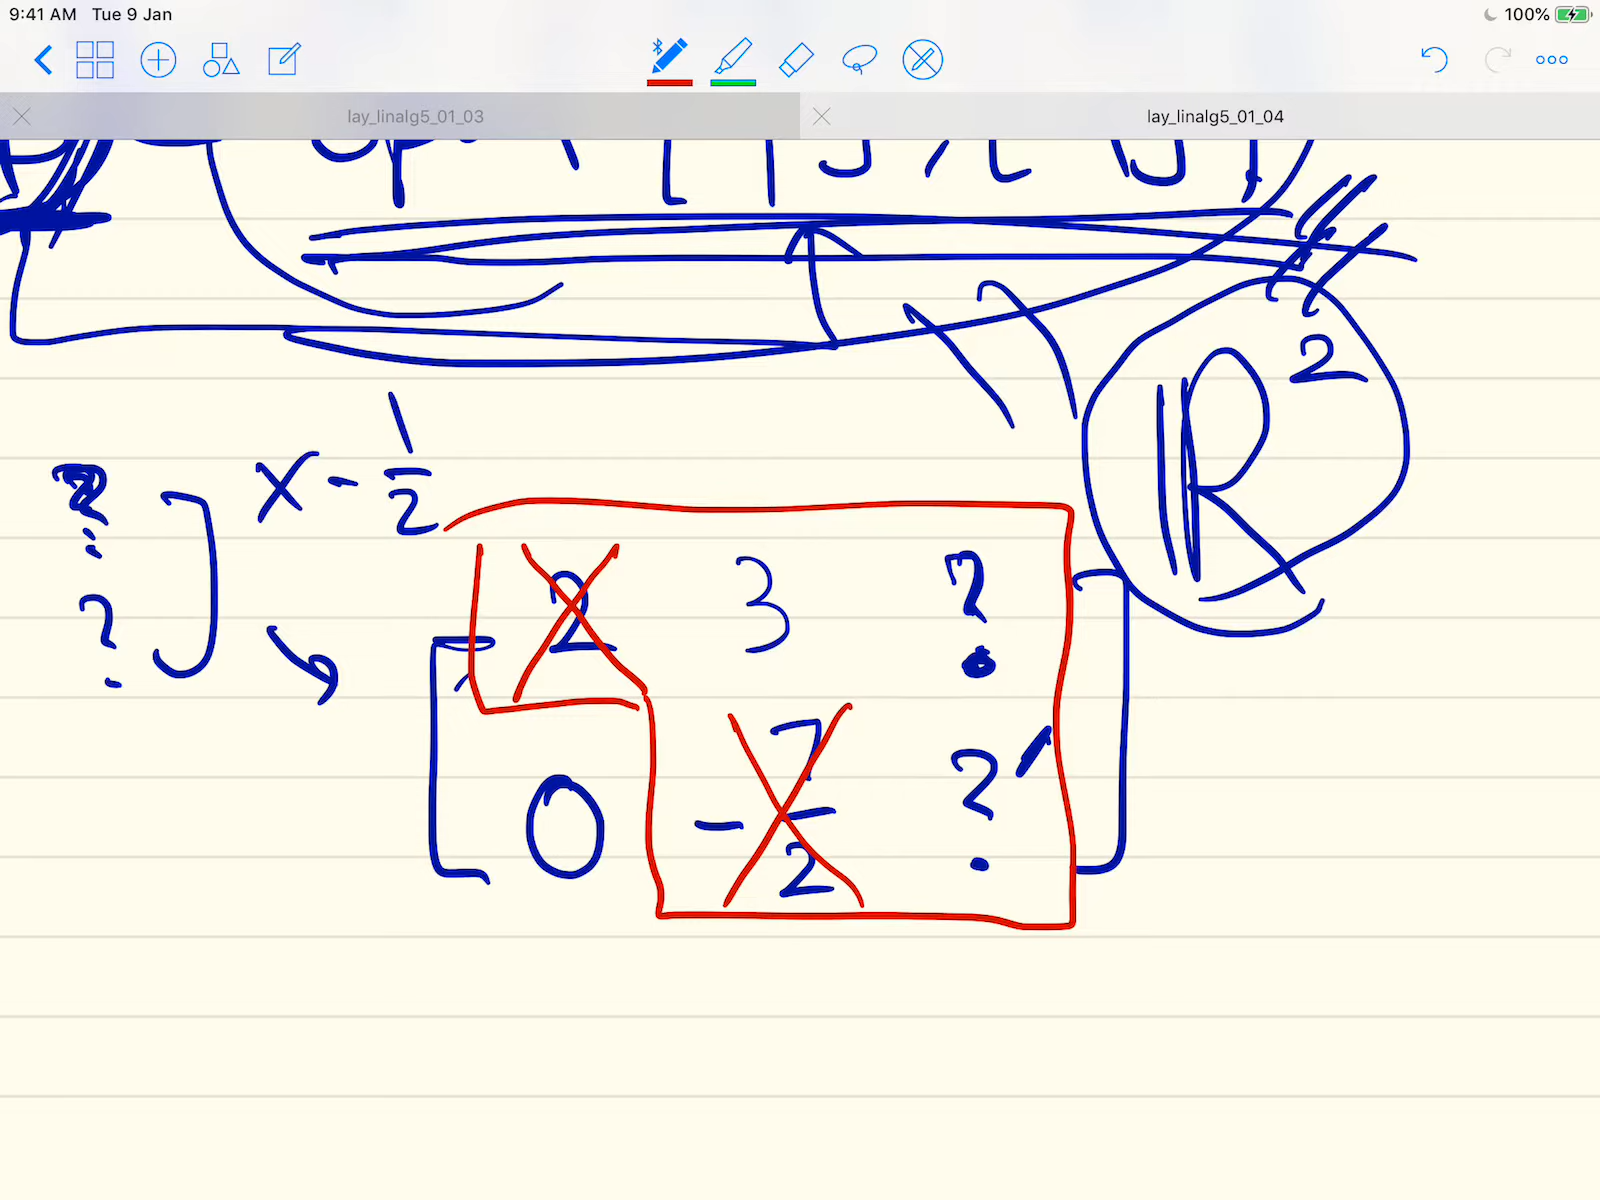 9:41 AM Tue 9 Jan 100%
lay_linalg5_01_03 lay_linalg5_01_04
ℝ²
? ] x - 1/2
?
[ 2 3 ?
0 - 7/2 ? ]